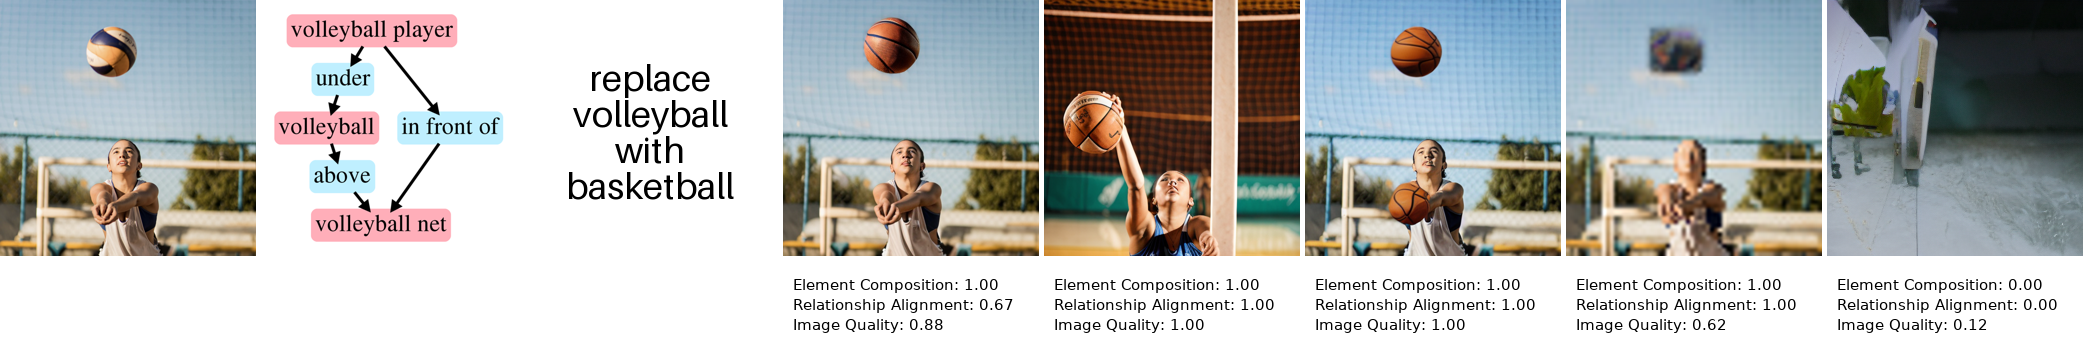 volleyball player
under
volleyball
in front of
above
volleyball net
replace
volleyball
with
basketball
Element Composition: 1.00
Relationship Alignment: 0.67
Image Quality: 0.88
Element Composition: 1.00
Relationship Alignment: 1.00
Image Quality: 1.00
Element Composition: 1.00
Relationship Alignment: 1.00
Image Quality: 1.00
Element Composition: 1.00
Relationship Alignment: 1.00
Image Quality: 0.62
Element Composition: 0.00
Relationship Alignment: 0.00
Image Quality: 0.12